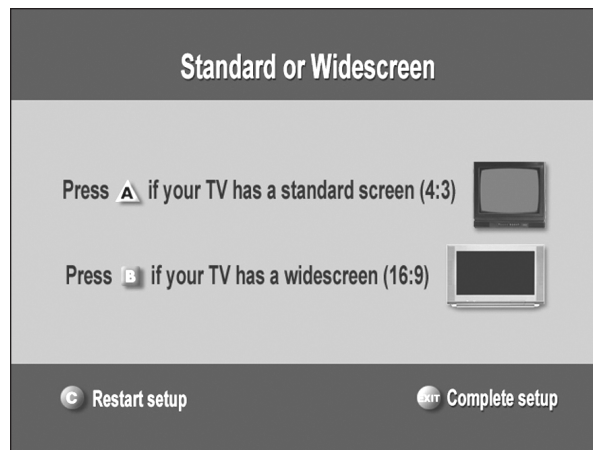 Standard or Widescreen
Press A if your TV has a standard screen (4:3)
Press B if your TV has a widescreen (16:9)
C Restart setup
EXIT Complete setup